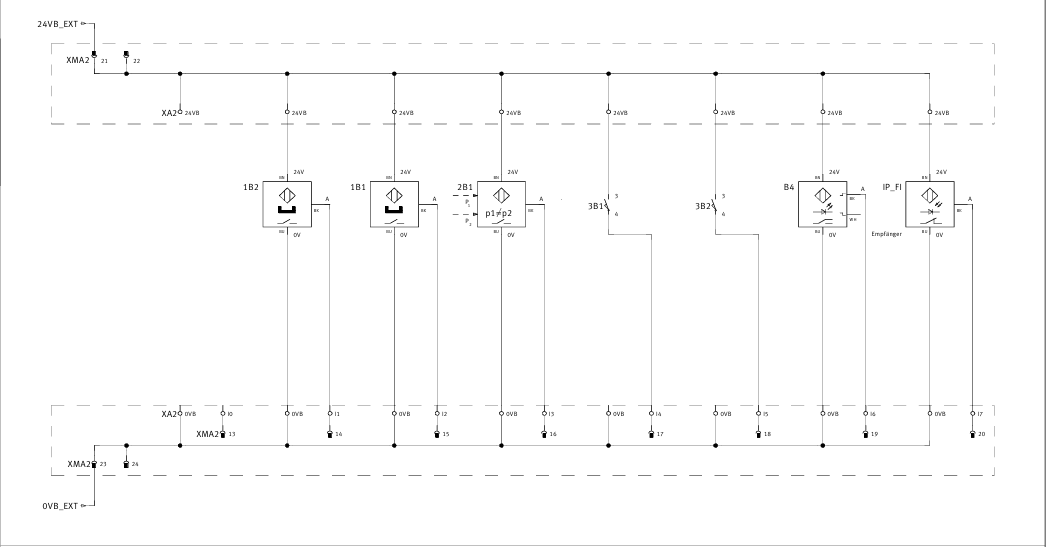 24VB_EXT
XMA2 21 22
XA2 24VB 24VB 24VB 24VB 24VB 24VB 24VB 24VB
BN 24V BN 24V BN 24V BN 24V BN 24V
1B2 A BK 1B1 A BK 2B1 P1 P2 p1≠p2 A BK 3B1 3 4 3B2 3 4 B4 A BK WH IP_FI A BK
BU 0V BU 0V BU 0V BU 0V Empfänger BU 0V
XA2 0VB I0 0VB I1 0VB I2 0VB I3 0VB I4 0VB I5 0VB I6 0VB I7
XMA2 13 14 15 16 17 18 19 20
XMA2 23 24
0VB_EXT